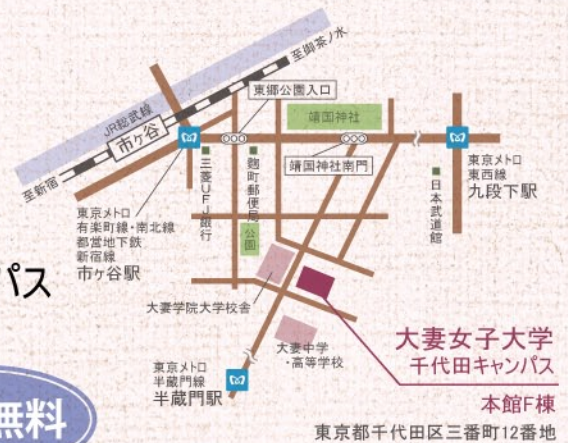 至御茶ノ水
JR総武線
市ヶ谷
至新宿
東郷公園入口
靖国神社
靖国神社南門
三菱UFJ銀行
麴町郵便局
公園
日本武道館
東京メトロ
東西線
九段下駅
東京メトロ
有楽町線・南北線
都営地下鉄
新宿線
市ヶ谷駅
パス
大妻学院大学校舎
大妻中学
・高等学校
東京メトロ
半蔵門線
半蔵門駅
大妻女子大学
千代田キャンパス
本館F棟
東京都千代田区三番町12番地
無料